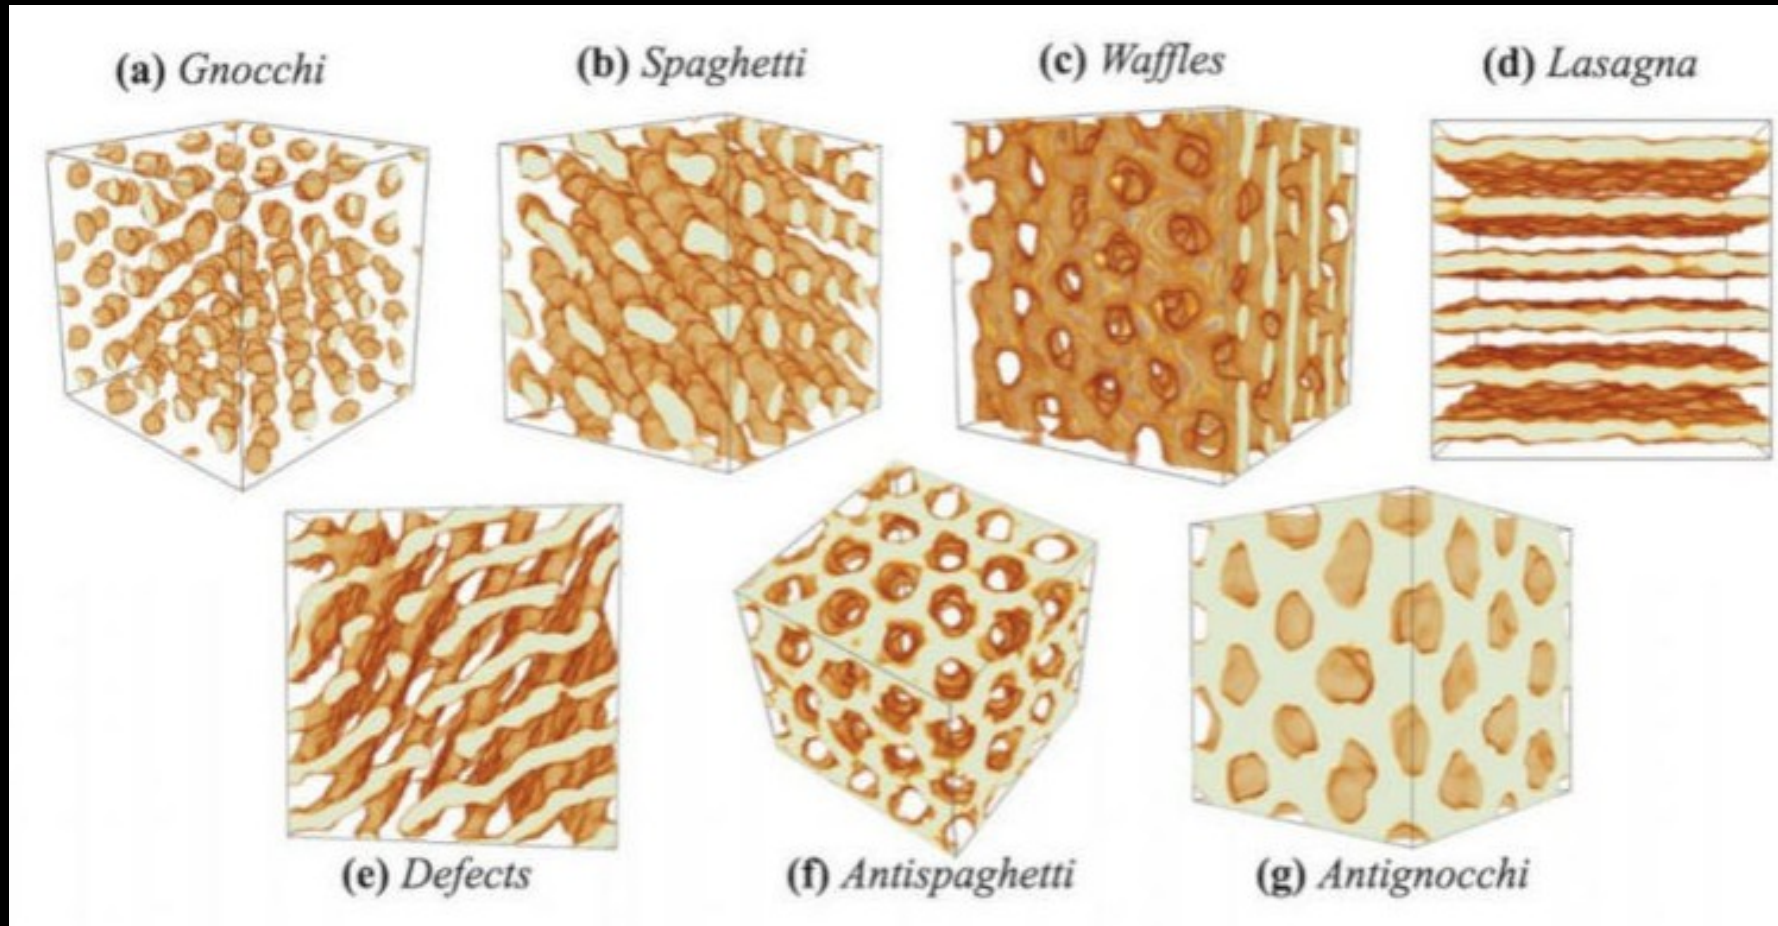 (a) Gnocchi
(b) Spaghetti
(c) Waffles
(d) Lasagna
(e) Defects
(f) Antispaghetti
(g) Antignocchi